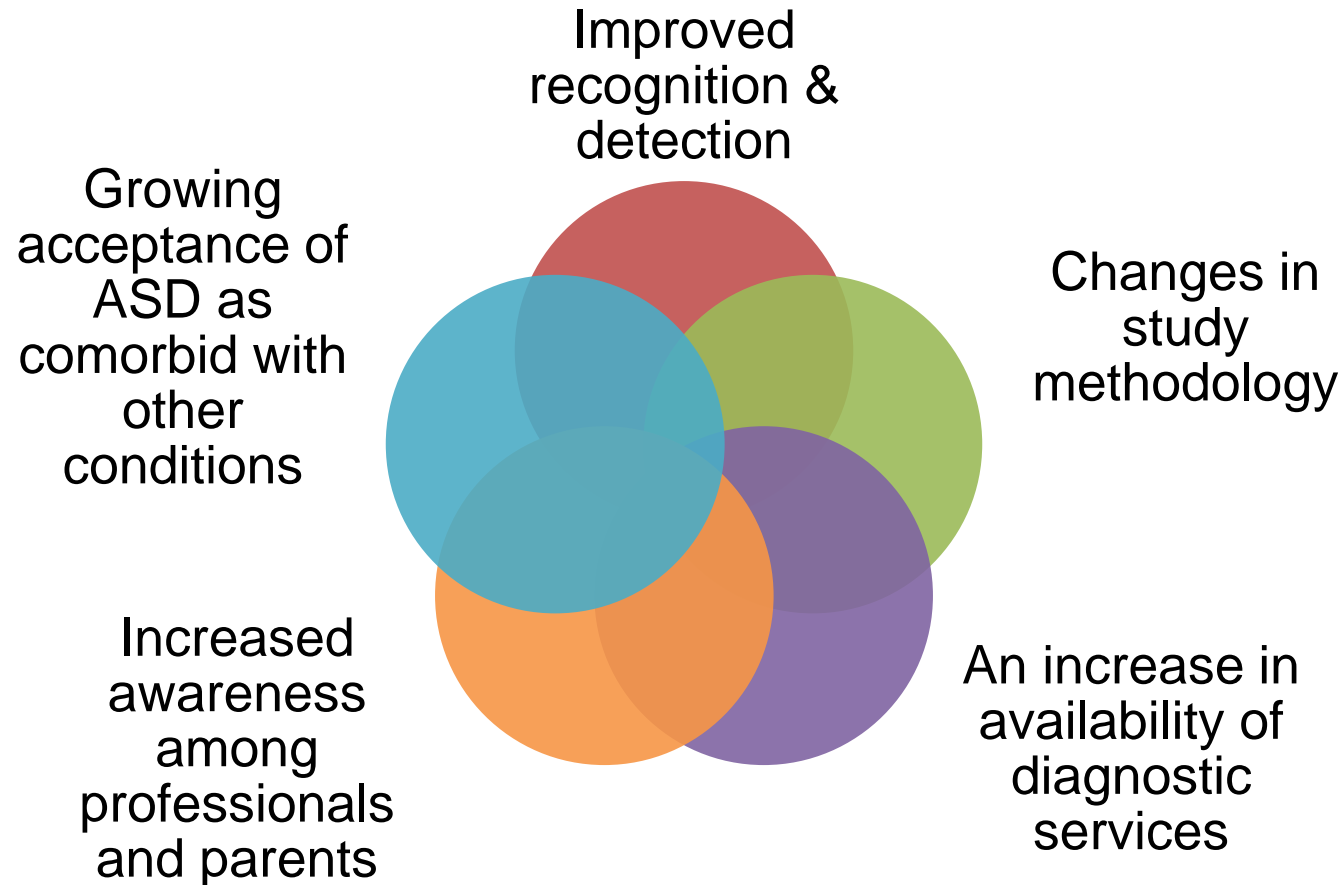 Improved
recognition &
detection
Changes in
study
methodology
An increase in
availability of
diagnostic
services
Increased
awareness
among
professionals
and parents
Growing
acceptance of
ASD as
comorbid with
other
conditions